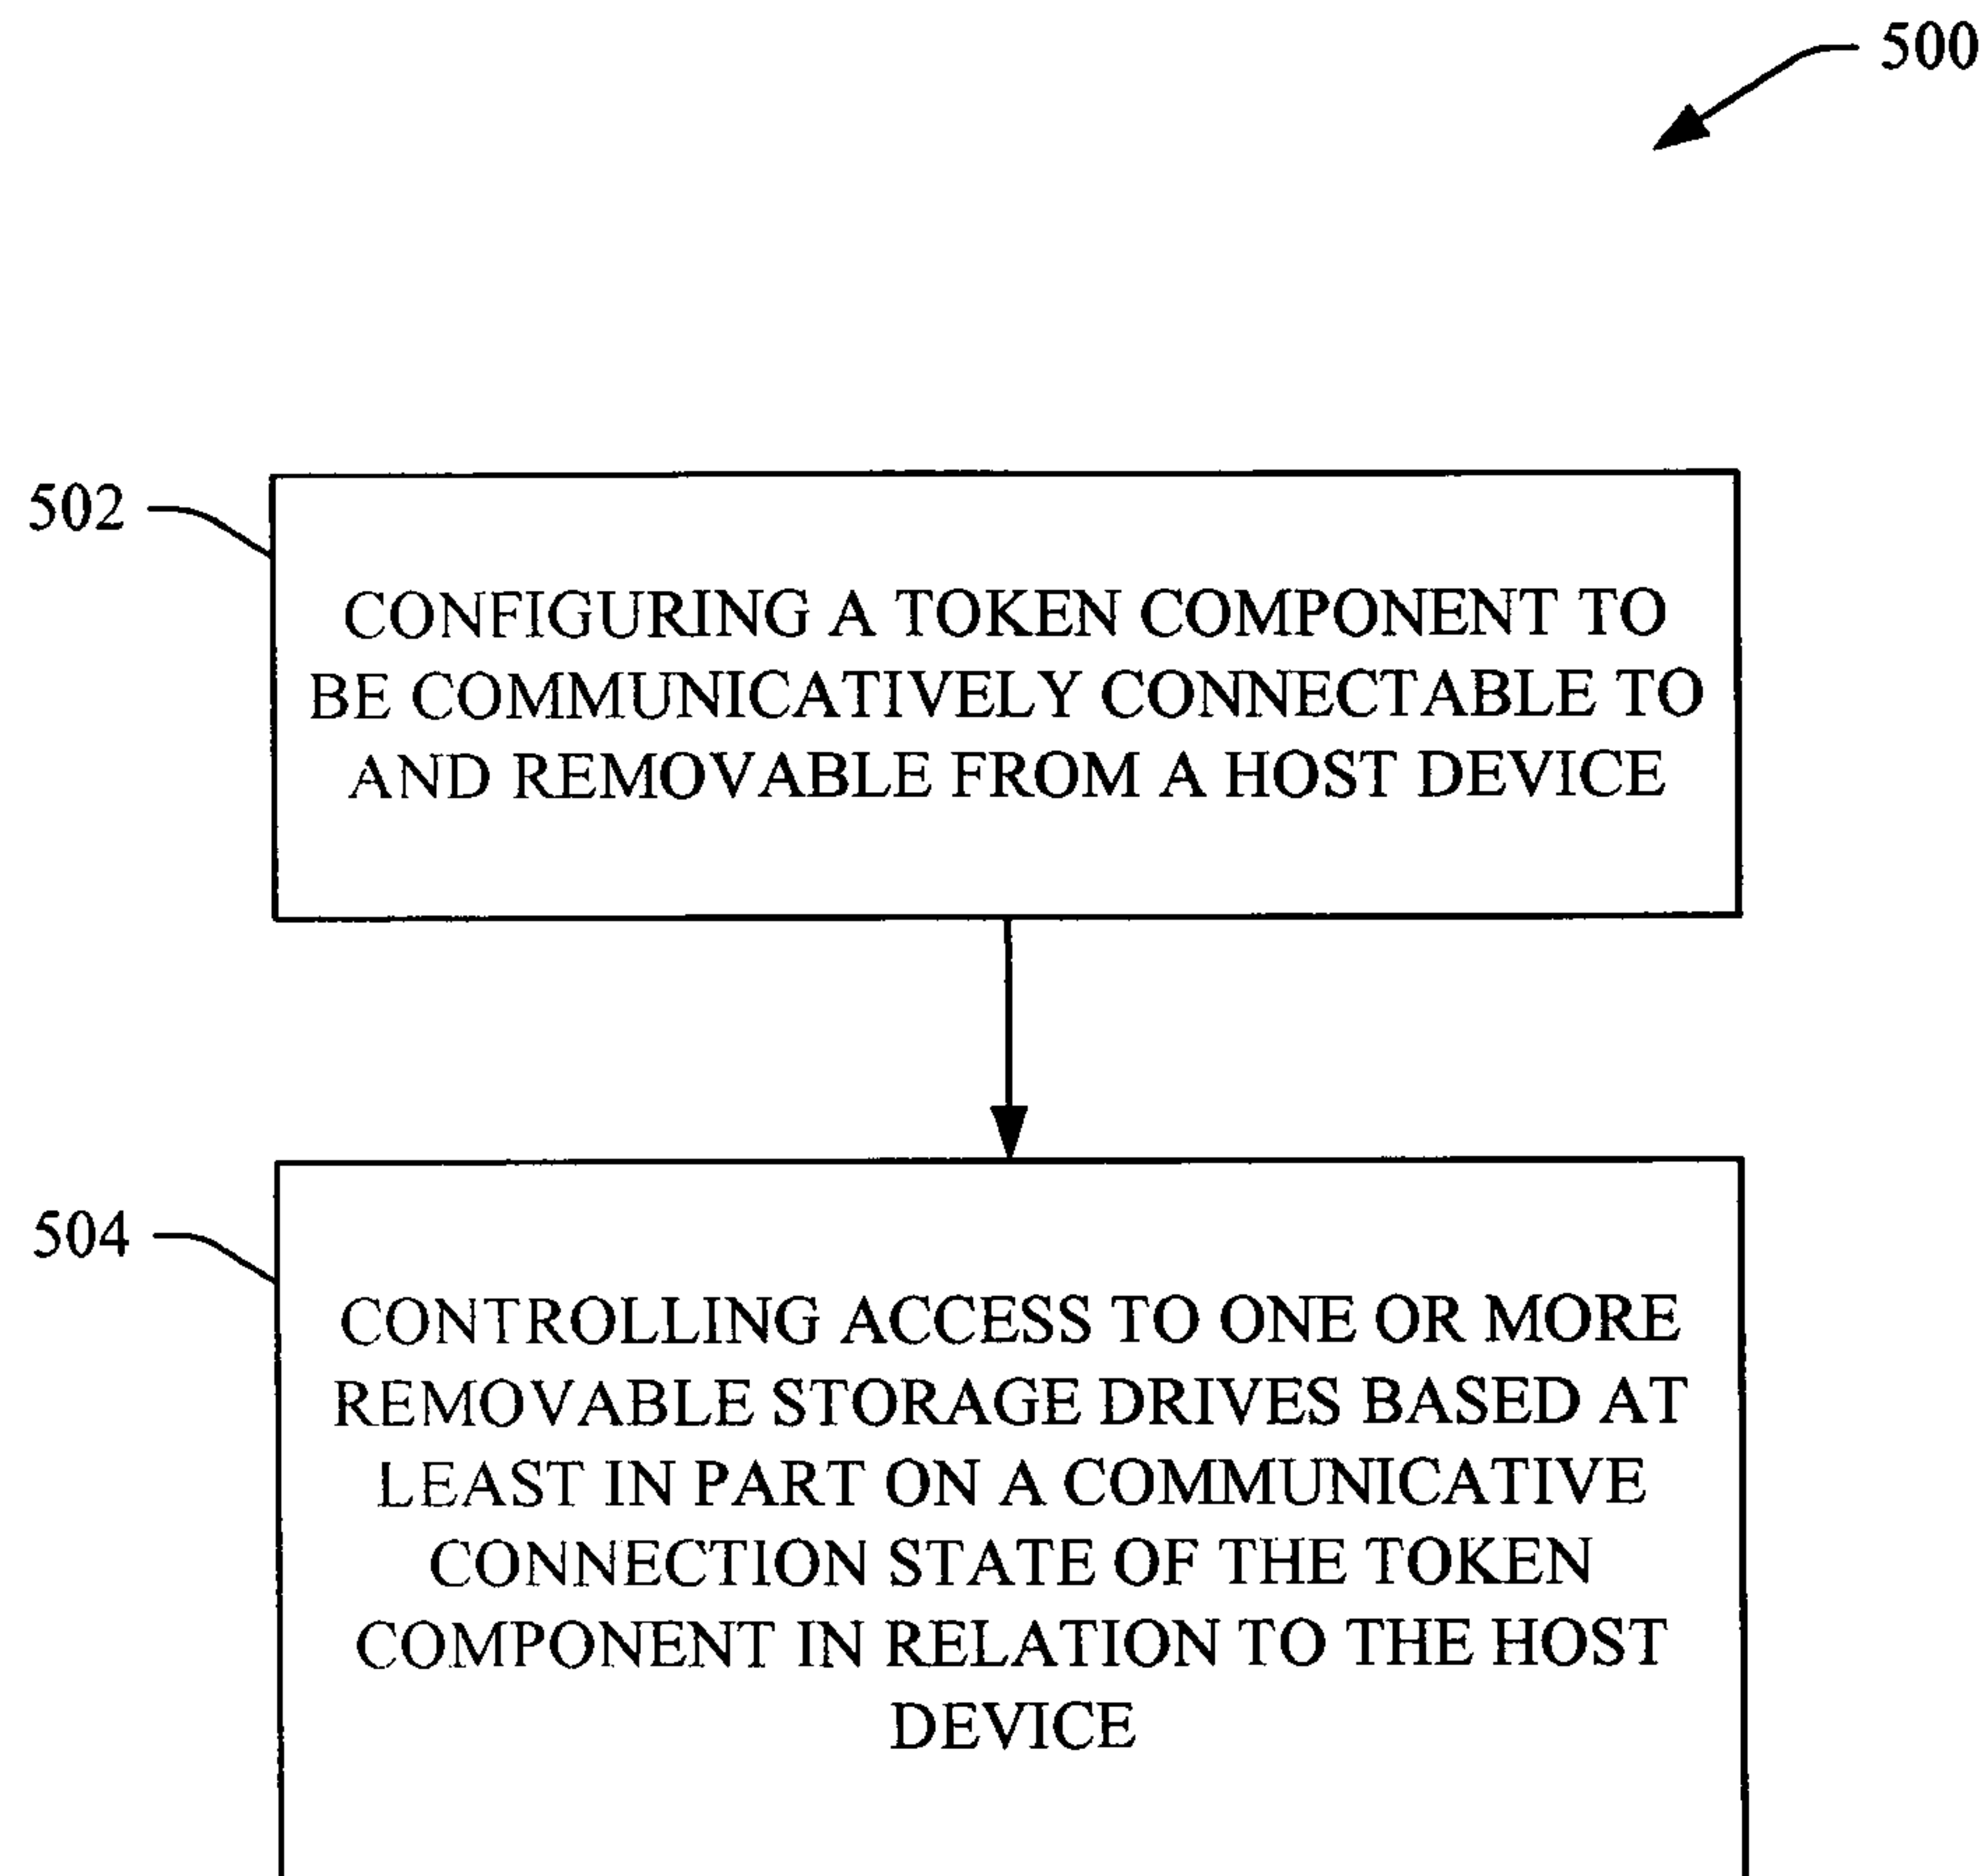 500
502
CONFIGURING A TOKEN COMPONENT TO
BE COMMUNICATIVELY CONNECTABLE TO
AND REMOVABLE FROM A HOST DEVICE
504
CONTROLLING ACCESS TO ONE OR MORE
REMOVABLE STORAGE DRIVES BASED AT
LEAST IN PART ON A COMMUNICATIVE
CONNECTION STATE OF THE TOKEN
COMPONENT IN RELATION TO THE HOST
DEVICE